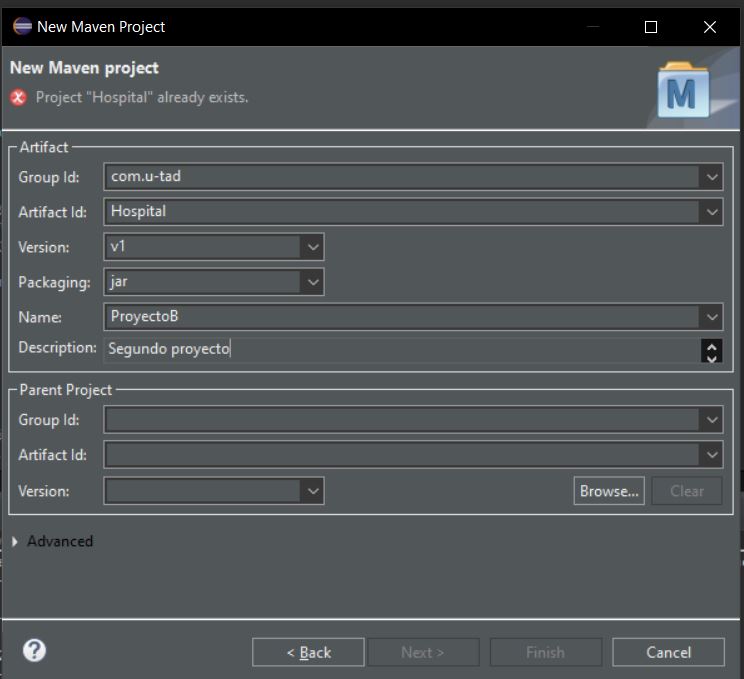 New Maven Project
New Maven project
Project "Hospital" already exists.
M
Artifact
Group Id: com.u-tad
Artifact Id: Hospital
Version: v1
Packaging: jar
Name: ProyectoB
Description: Segundo proyecto
Parent Project
Group Id:
Artifact Id:
Version: Browse... Clear
Advanced
? < Back Next > Finish Cancel